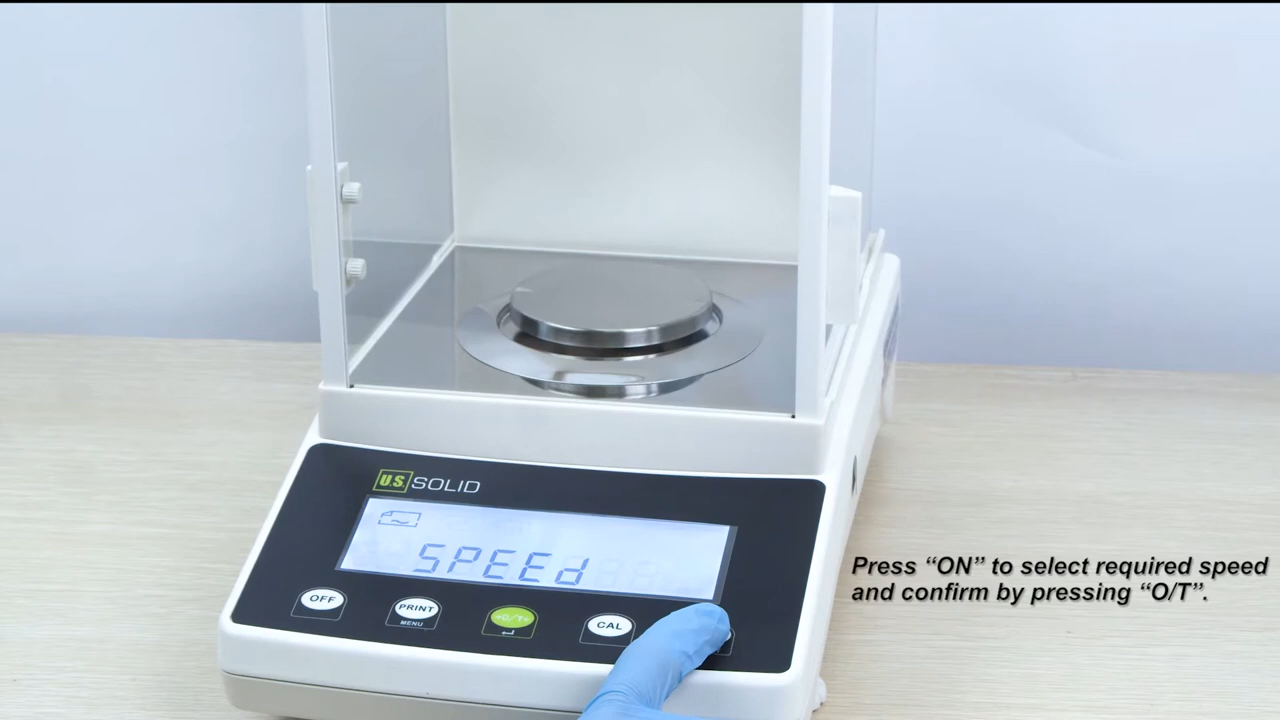 U.S. SOLID
SPEEd
OFF
PRINT
MENU
→O/T←
CAL
Press “ON” to select required speed
and confirm by pressing “O/T”.